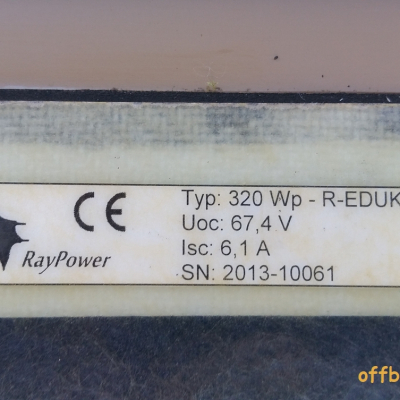 CE
RayPower
Typ: 320 Wp - R-EDUK
Uoc: 67,4 V
Isc: 6,1 A
SN: 2013-10061
offb